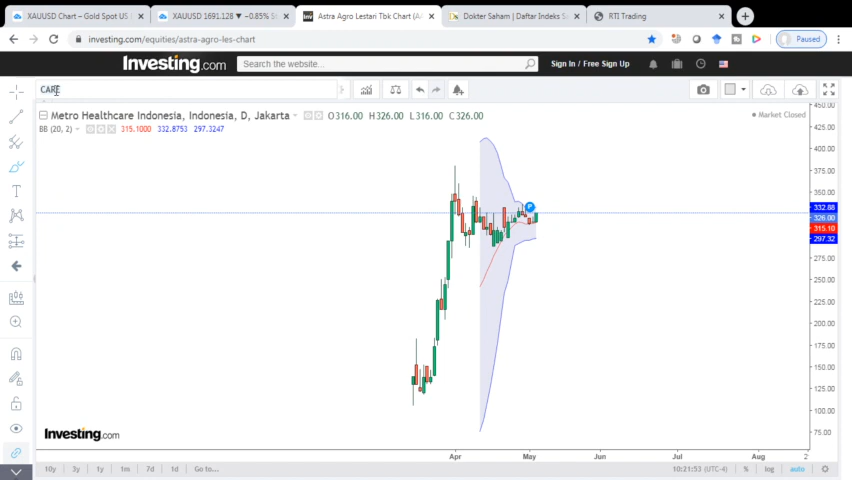 XAUUSD Chart – Gold Spot US
XAUUSD 1691.128 ▼ −0.85%
Astra Agro Lestari Tbk Chart (A
Dokter Saham | Daftar Indeks S
RTI Trading
investing.com/equities/astra-agro-les-chart
Paused
Investing.com
Search the website...
Sign In / Free Sign Up
CARE
Metro Healthcare Indonesia, Indonesia, D, Jakarta
O316.00 H326.00 L316.00 C326.00
Market Closed
BB (20, 2)
315.1000 332.8753 297.3247
450.00
425.00
400.00
375.00
350.00
332.88
326.00
315.10
297.32
275.00
250.00
225.00
200.00
175.00
150.00
125.00
100.00
75.00
Investing.com
Apr May Jun Jul Aug 2
10y 3y 1y 1m 7d 1d Go to...
10:21:53 (UTC-4) % log auto